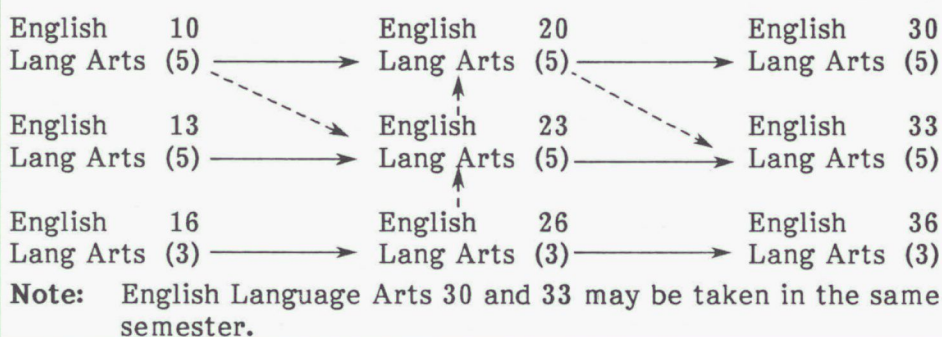 English 10 English 20 English 30
Lang Arts (5) Lang Arts (5) Lang Arts (5)
English 13 English 23 English 33
Lang Arts (5) Lang Arts (5) Lang Arts (5)
English 16 English 26 English 36
Lang Arts (3) Lang Arts (3) Lang Arts (3)
Note: English Language Arts 30 and 33 may be taken in the same
semester.